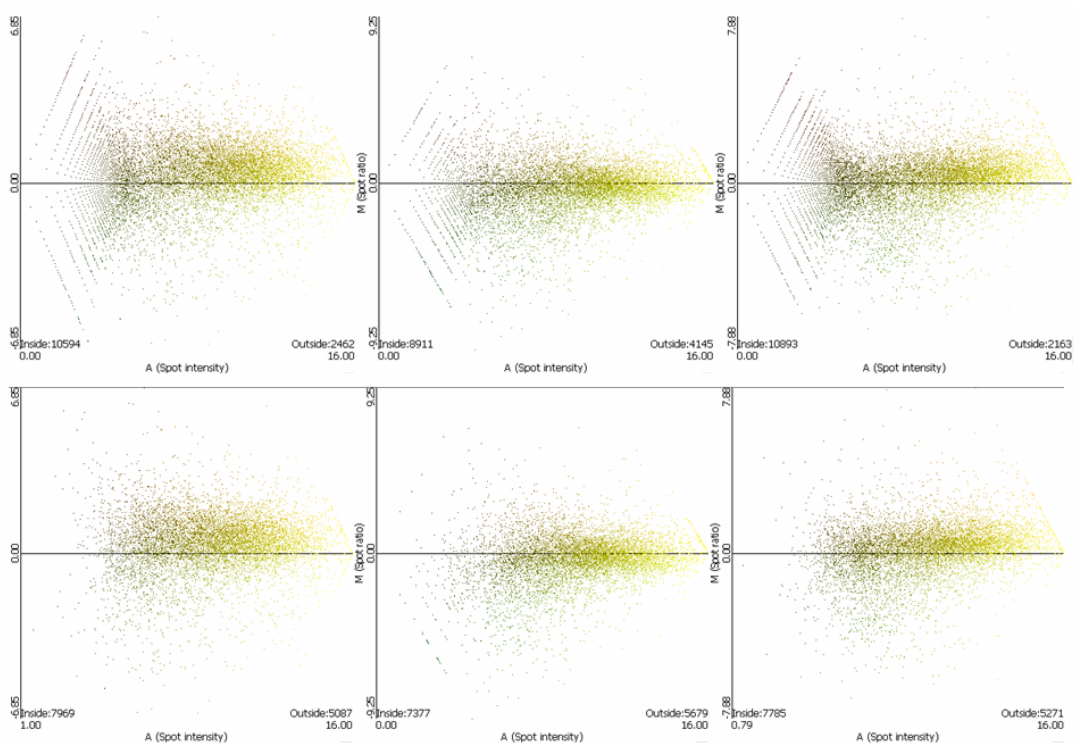 6.85
0.00
-6.85
Inside:10594
Outside:2462
0.00
16.00
A (Spot intensity)
9.25
M (Spot ratio)
0.00
-9.25
Inside:8911
Outside:4145
0.00
16.00
A (Spot intensity)
7.88
M (Spot ratio)
0.00
-7.88
Inside:10893
Outside:2163
0.00
16.00
A (Spot intensity)
6.85
0.00
-6.85
Inside:7969
Outside:5087
1.00
16.00
A (Spot intensity)
9.25
M (Spot ratio)
0.00
-9.25
Inside:7377
Outside:5679
0.00
16.00
A (Spot intensity)
7.88
M (Spot ratio)
0.00
-7.88
Inside:7785
Outside:5271
0.79
16.00
A (Spot intensity)